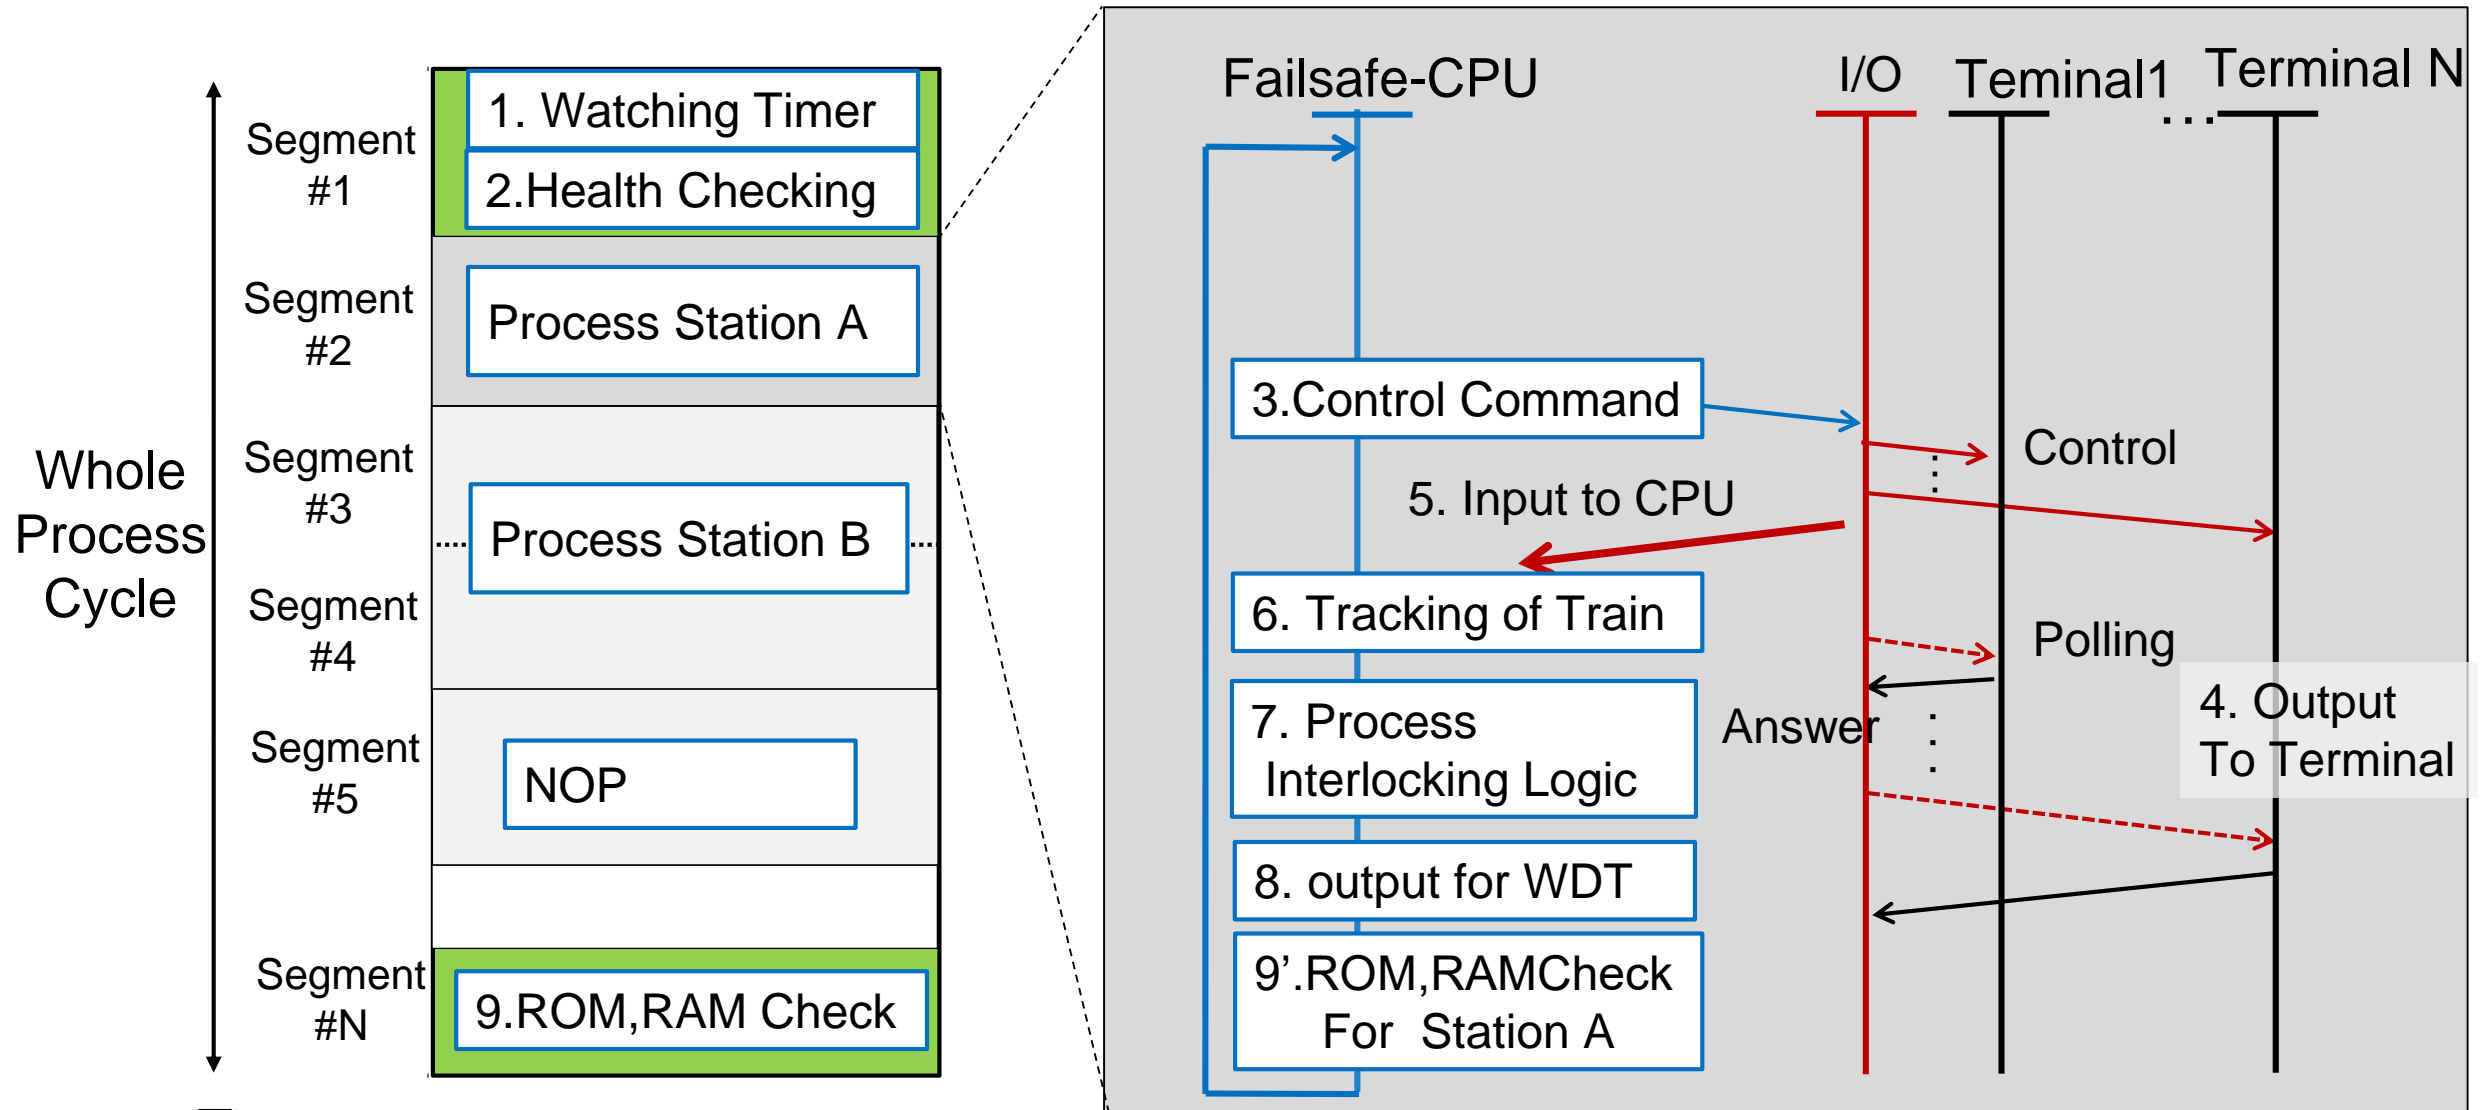 Whole
Process
Cycle
Segment
#1
1. Watching Timer
2.Health Checking
Segment
#2
Process Station A
Segment
#3
Process Station B
Segment
#4
Segment
#5
NOP
Segment
#N
9.ROM,RAM Check
Failsafe-CPU
I/O
Teminal1
...
Terminal N
3.Control Command
Control
5. Input to CPU
6. Tracking of Train
Polling
4. Output
To Terminal
7. Process
Interlocking Logic
Answer
8. output for WDT
9’.ROM,RAMCheck
For Station A